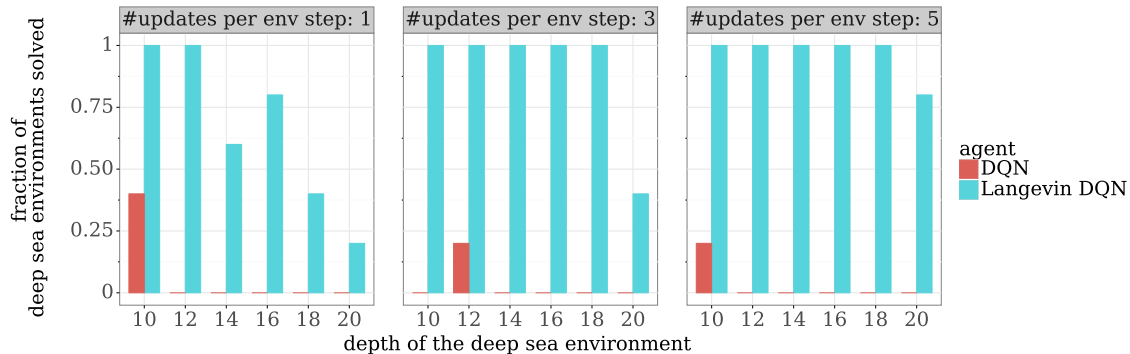 #updates per env step: 1
#updates per env step: 3
#updates per env step: 5
fraction of
deep sea environments solved
1
0.75
0.50
0.25
0
10 12 14 16 18 20
10 12 14 16 18 20
10 12 14 16 18 20
depth of the deep sea environment
agent
DQN
Langevin DQN